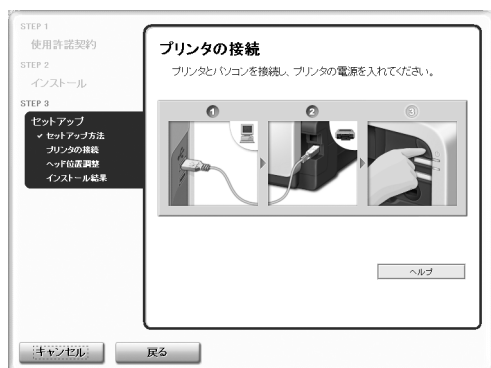 STEP 1
使用許諾契約
STEP 2
インストール
STEP 3
セットアップ
✓ セットアップ方法
プリンタの接続
ヘッド位置調整
インストール結果
プリンタの接続
プリンタとパソコンを接続し、プリンタの電源を入れてください。
1 2 3
ヘルプ
キャンセル 戻る